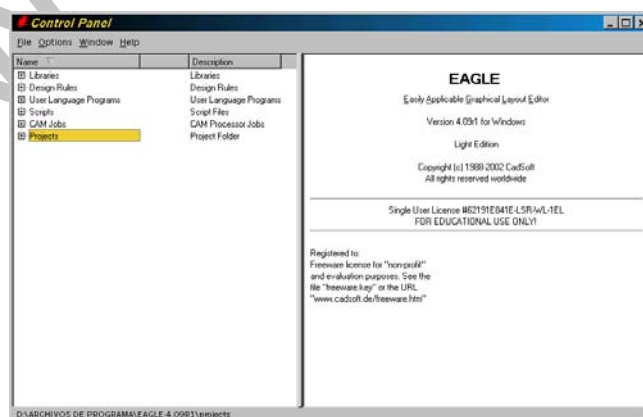 Control Panel
File Options Window Help
Name Description
Libraries Libraries
Design Rules Design Rules
User Language Programs User Language Programs
Scripts Script Files
CAM Jobs CAM Processor Jobs
Projects Project Folder
EAGLE
Easily Applicable Graphical Layout Editor
Version 4.09r1 for Windows
Light Edition
Copyright (c) 1988-2002 CadSoft
All rights reserved worldwide
Single User License #62191E841E-LSR-WL-1EL
FOR EDUCATIONAL USE ONLY!
Registered to:
Freeware license for "non-profit"
and evaluation purposes. See the
file "freeware.key" or the URL
"www.cadsoft.de/freeware.htm"
D:\ARCHIVOS DE PROGRAMA\EAGLE-4.09R1\projects